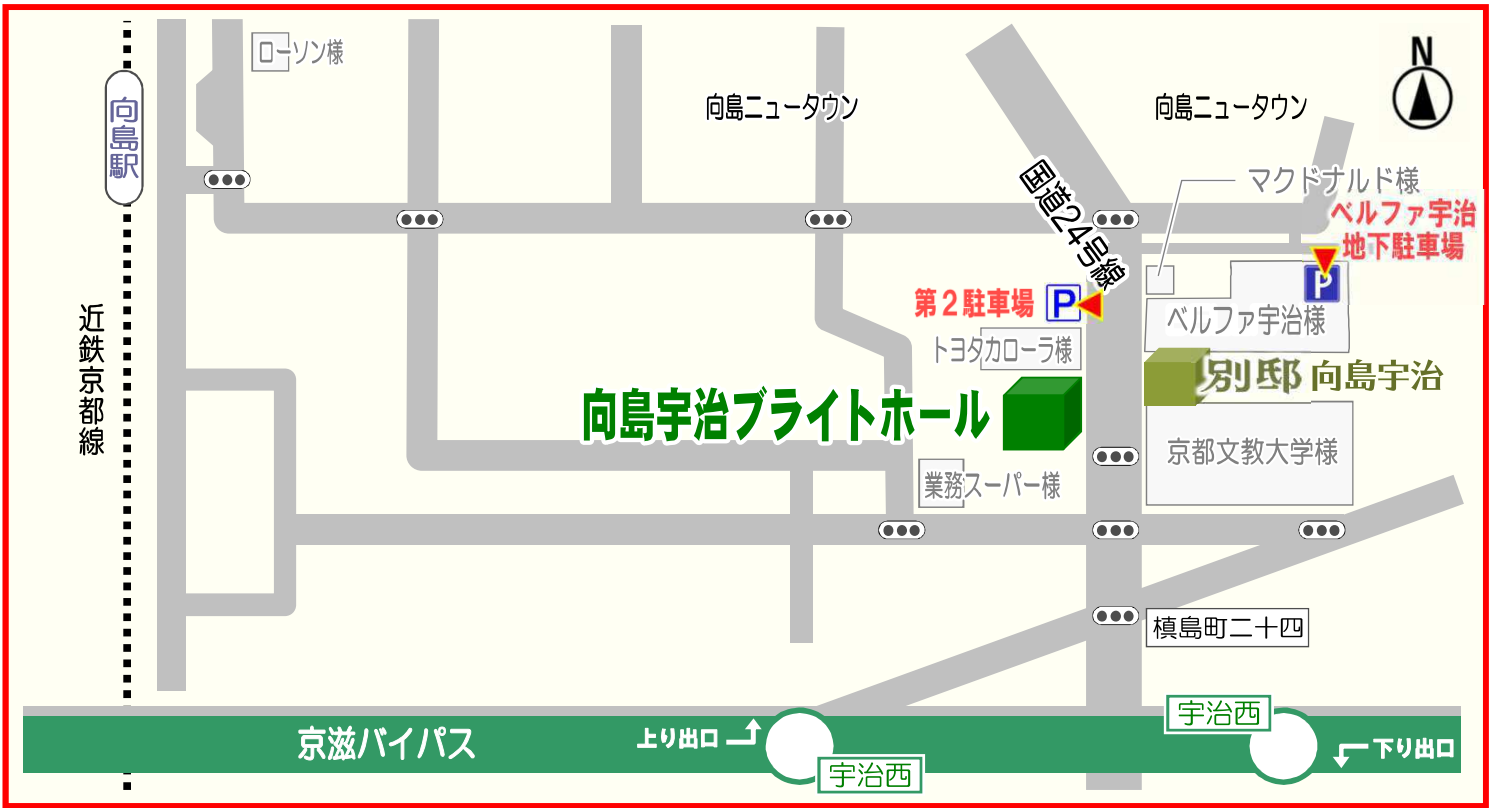 ローソン様
N
向島駅
向島ニュータウン
向島ニュータウン
国道24号線
マクドナルド様
ベルファ宇治
地下駐車場
P
第2駐車場
P
ベルファ宇治様
近鉄京都線
トヨタカローラ様
別邸 向島宇治
向島宇治ブライトホール
京都文教大学様
業務スーパー様
槙島町二十四
京滋バイパス
上り出口
宇治西
宇治西
下り出口